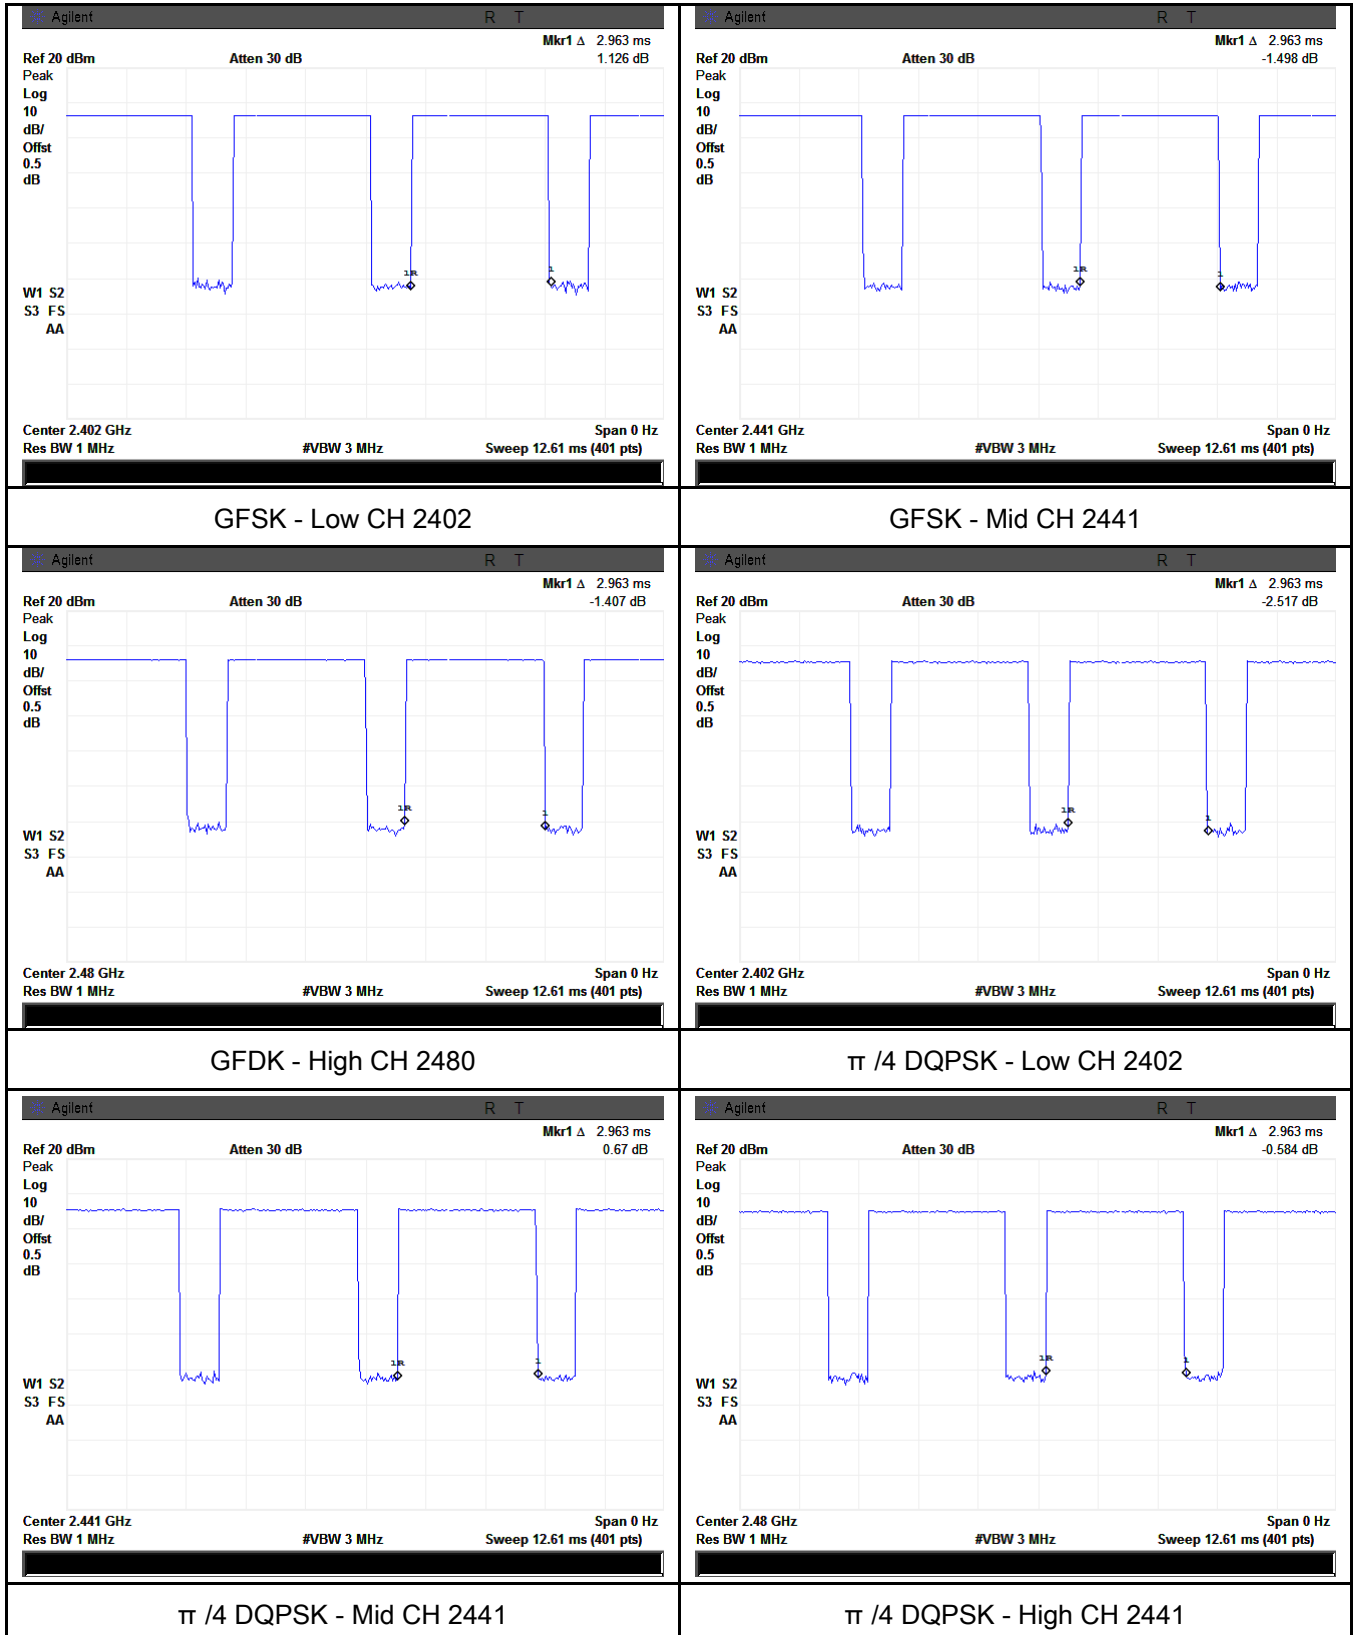 Agilent R T
Mkr1 Δ 2.963 ms
Ref 20 dBm Atten 30 dB 1.126 dB
Peak
Log
10
dB/
Offst
0.5
dB
1R
1
W1 S2
S3 FS
AA
Center 2.402 GHz Span 0 Hz
Res BW 1 MHz #VBW 3 MHz Sweep 12.61 ms (401 pts)
GFSK - Low CH 2402
Agilent R T
Mkr1 Δ 2.963 ms
Ref 20 dBm Atten 30 dB -1.498 dB
Peak
Log
10
dB/
Offst
0.5
dB
1R
1
W1 S2
S3 FS
AA
Center 2.441 GHz Span 0 Hz
Res BW 1 MHz #VBW 3 MHz Sweep 12.61 ms (401 pts)
GFSK - Mid CH 2441
Agilent R T
Mkr1 Δ 2.963 ms
Ref 20 dBm Atten 30 dB -1.407 dB
Peak
Log
10
dB/
Offst
0.5
dB
1R
1
W1 S2
S3 FS
AA
Center 2.48 GHz Span 0 Hz
Res BW 1 MHz #VBW 3 MHz Sweep 12.61 ms (401 pts)
GFDK - High CH 2480
Agilent R T
Mkr1 Δ 2.963 ms
Ref 20 dBm Atten 30 dB -2.517 dB
Peak
Log
10
dB/
Offst
0.5
dB
1R
1
W1 S2
S3 FS
AA
Center 2.402 GHz Span 0 Hz
Res BW 1 MHz #VBW 3 MHz Sweep 12.61 ms (401 pts)
π /4 DQPSK - Low CH 2402
Agilent R T
Mkr1 Δ 2.963 ms
Ref 20 dBm Atten 30 dB 0.67 dB
Peak
Log
10
dB/
Offst
0.5
dB
1R
1
W1 S2
S3 FS
AA
Center 2.441 GHz Span 0 Hz
Res BW 1 MHz #VBW 3 MHz Sweep 12.61 ms (401 pts)
π /4 DQPSK - Mid CH 2441
Agilent R T
Mkr1 Δ 2.963 ms
Ref 20 dBm Atten 30 dB -0.584 dB
Peak
Log
10
dB/
Offst
0.5
dB
1R
1
W1 S2
S3 FS
AA
Center 2.48 GHz Span 0 Hz
Res BW 1 MHz #VBW 3 MHz Sweep 12.61 ms (401 pts)
π /4 DQPSK - High CH 2441